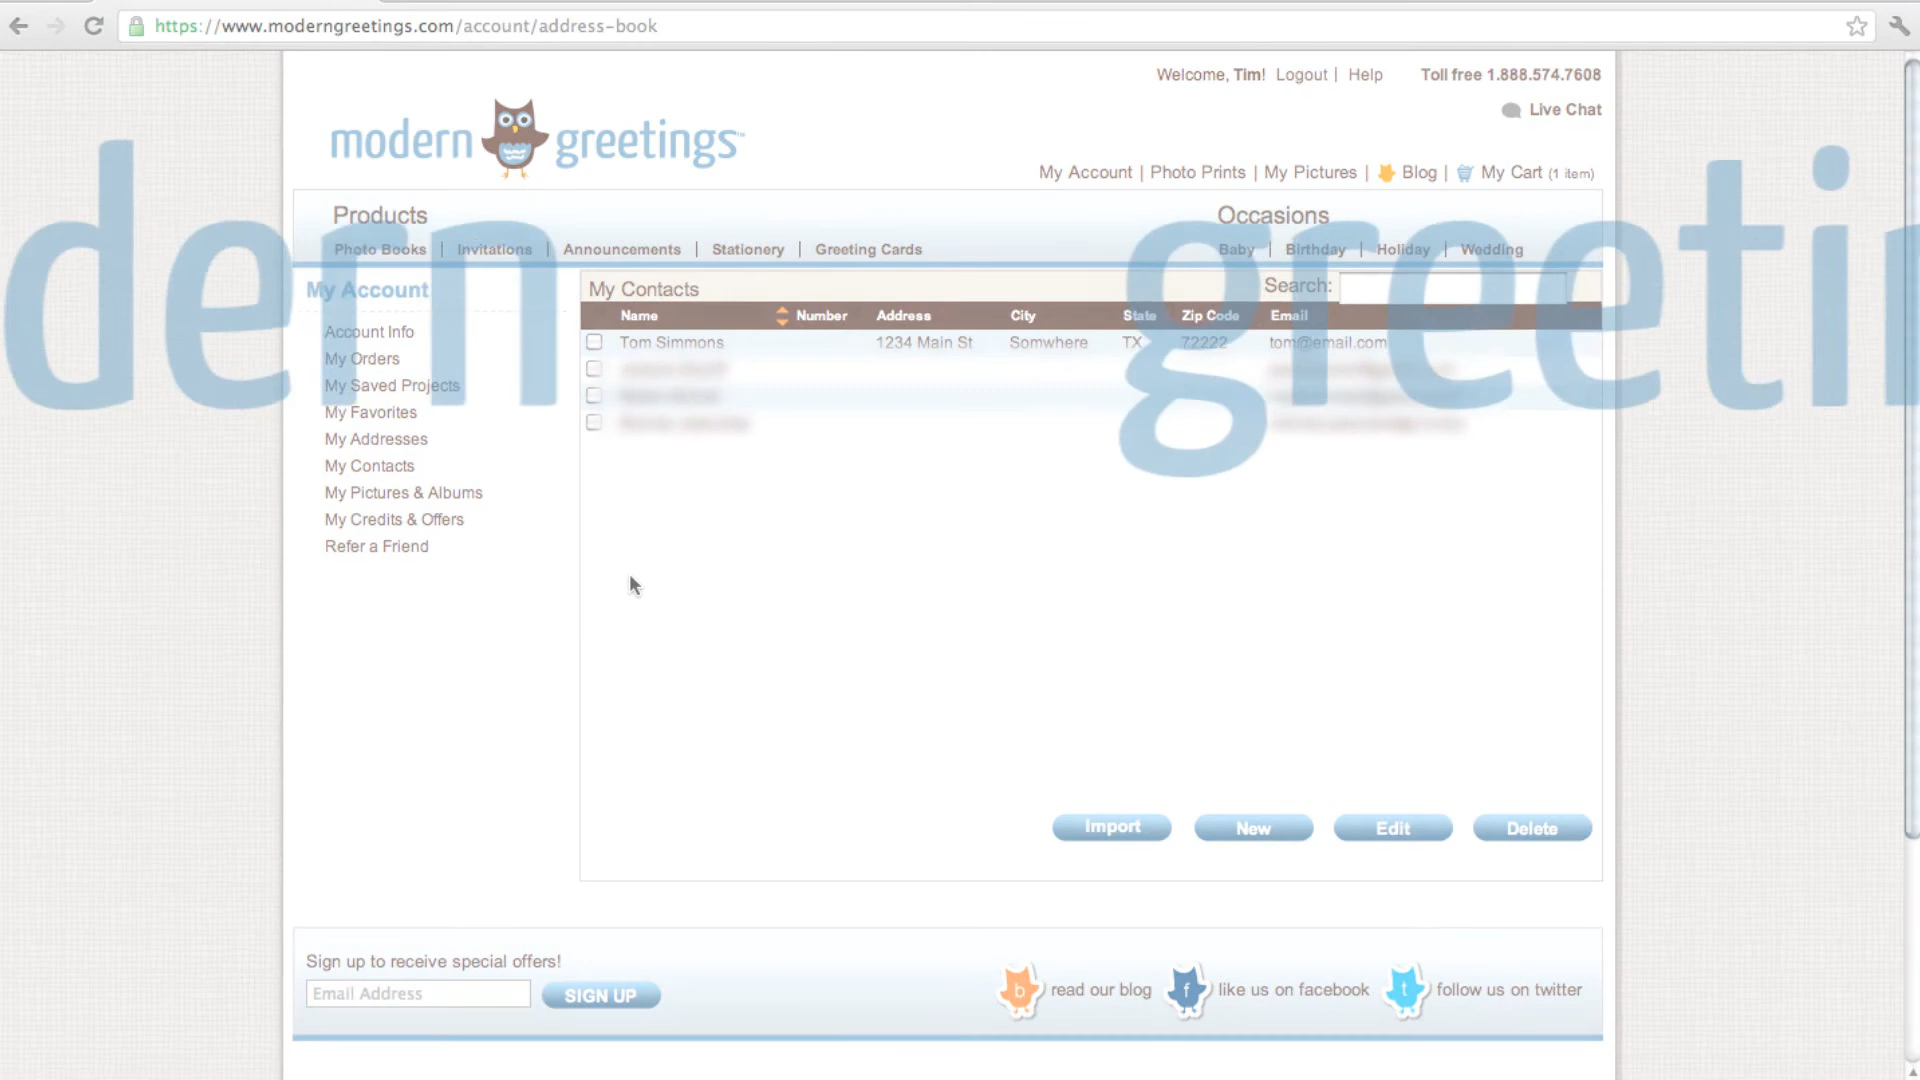 https://www.moderngreetings.com/account/address-book
Welcome, Tim! Logout | Help Toll free 1.888.574.7608
Live Chat
modern greetings™
My Account | Photo Prints | My Pictures | Blog | My Cart (1 item)
dern greeti
Products Occasions
Photo Books | Invitations | Announcements | Stationery | Greeting Cards Baby | Birthday | Holiday | Wedding
My Account
Account Info
My Orders
My Saved Projects
My Favorites
My Addresses
My Contacts
My Pictures & Albums
My Credits & Offers
Refer a Friend
My Contacts Search:
Name Number Address City State Zip Code Email
Tom Simmons 1234 Main St Somwhere TX 72222 tom@email.com
Import New Edit Delete
Sign up to receive special offers!
Email Address SIGN UP
b read our blog f like us on facebook t follow us on twitter